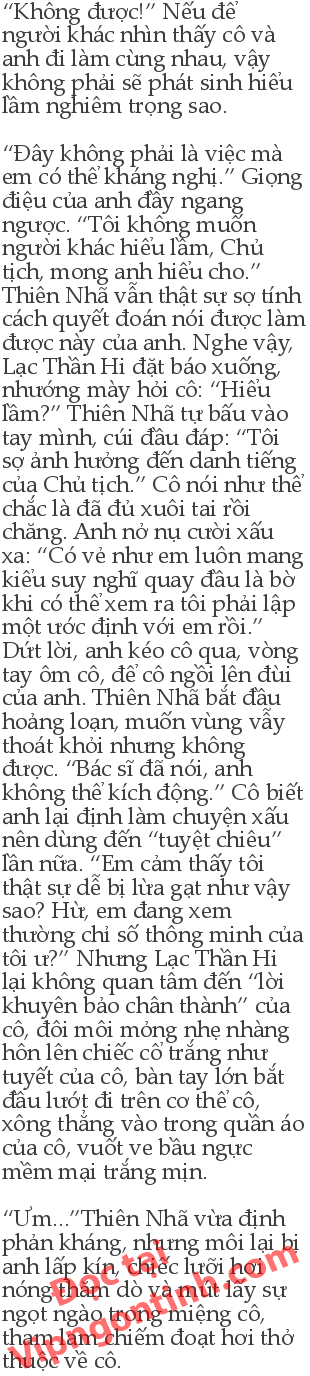 “Không được!” Nếu để
người khác nhìn thấy cô và
anh đi làm cùng nhau, vậy
không phải sẽ phát sinh hiểu
lầm nghiêm trọng sao.

“Đây không phải là việc mà
em có thể kháng nghị.” Giọng
điệu của anh đầy ngang
ngược. “Tôi không muốn
người khác hiểu lầm, Chủ
tịch, mong anh hiểu cho.”
Thiên Nhã vẫn thật sự sợ tính
cách quyết đoán nói được làm
được này của anh. Nghe vậy,
Lạc Thần Hi đặt báo xuống,
nhướng mày hỏi cô: “Hiểu
lầm?” Thiên Nhã tự bấu vào
tay mình, cúi đầu đáp: “Tôi
sợ ảnh hưởng đến danh tiếng
của Chủ tịch.” Cô nói như thể
chắc là đã đủ xuôi tai rồi
chăng. Anh nở nụ cười xấu
xa: “Có vẻ như em luôn mang
kiểu suy nghĩ quay đầu là bờ
khi có thể xem ra tôi phải lập
một ước định với em rồi.”
Dứt lời, anh kéo cô qua, vòng
tay ôm cô, để cô ngồi lên đùi
của anh. Thiên Nhã bắt đầu
hoảng loạn, muốn vùng vẫy
thoát khỏi nhưng không
được. “Bác sĩ đã nói, anh
không thể kích động.” Cô biết
anh lại định làm chuyện xấu
nên dùng đến “tuyệt chiêu”
lần nữa. “Em cảm thấy tôi
thật sự dễ bị lừa gạt như vậy
sao? Hừ, em đang xem
thường chỉ số thông minh của
tôi ư?” Nhưng Lạc Thần Hi
lại không quan tâm đến “lời
khuyên bảo chân thành” của
cô, đôi môi mỏng nhẹ nhàng
hôn lên chiếc cổ trắng như
tuyết của cô, bàn tay lớn bắt
đầu lướt đi trên cơ thể cô,
xông thẳng vào trong quần áo
của cô, vuốt ve bầu ngực
mềm mại trắng mịn.

“Ưm...”Thiên Nhã vừa định
phản kháng, nhưng môi lại bị
anh lấp kín, chiếc lưỡi hơi
nóng thăm dò và mút lấy sự
ngọt ngào trong miệng cô,
tham lam chiếm đoạt hơi thở
thuộc về cô.
Đọc tại
Vipngontinh.com